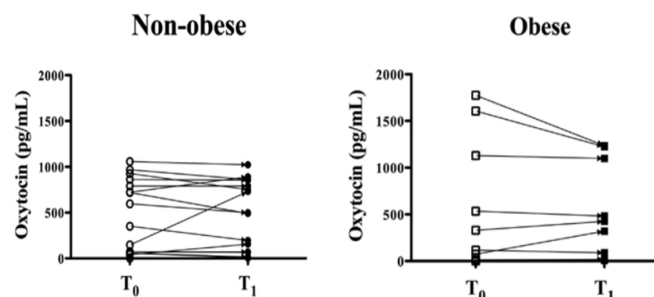 Non-obese
Oxytocin (pg/mL)
2000
1500
1000
500
0
T0
T1
Obese
Oxytocin (pg/mL)
2000
1500
1000
500
0
T0
T1